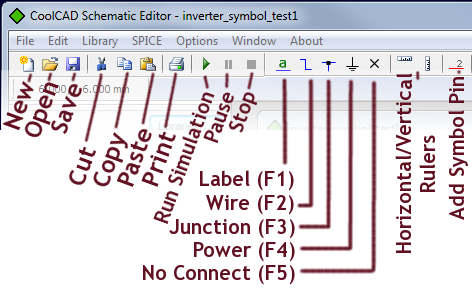 CoolCAD Schematic Editor - inverter_symbol_test1
File Edit Library SPICE Options Window About
a
.2
6.000 mm
New
Open
Save
Cut
Copy
Paste
Print
Run Simulation
Pause
Stop
Label (F1)
Wire (F2)
Junction (F3)
Power (F4)
No Connect (F5)
Horizontal/Vertical
Rulers
Add Symbol Pin